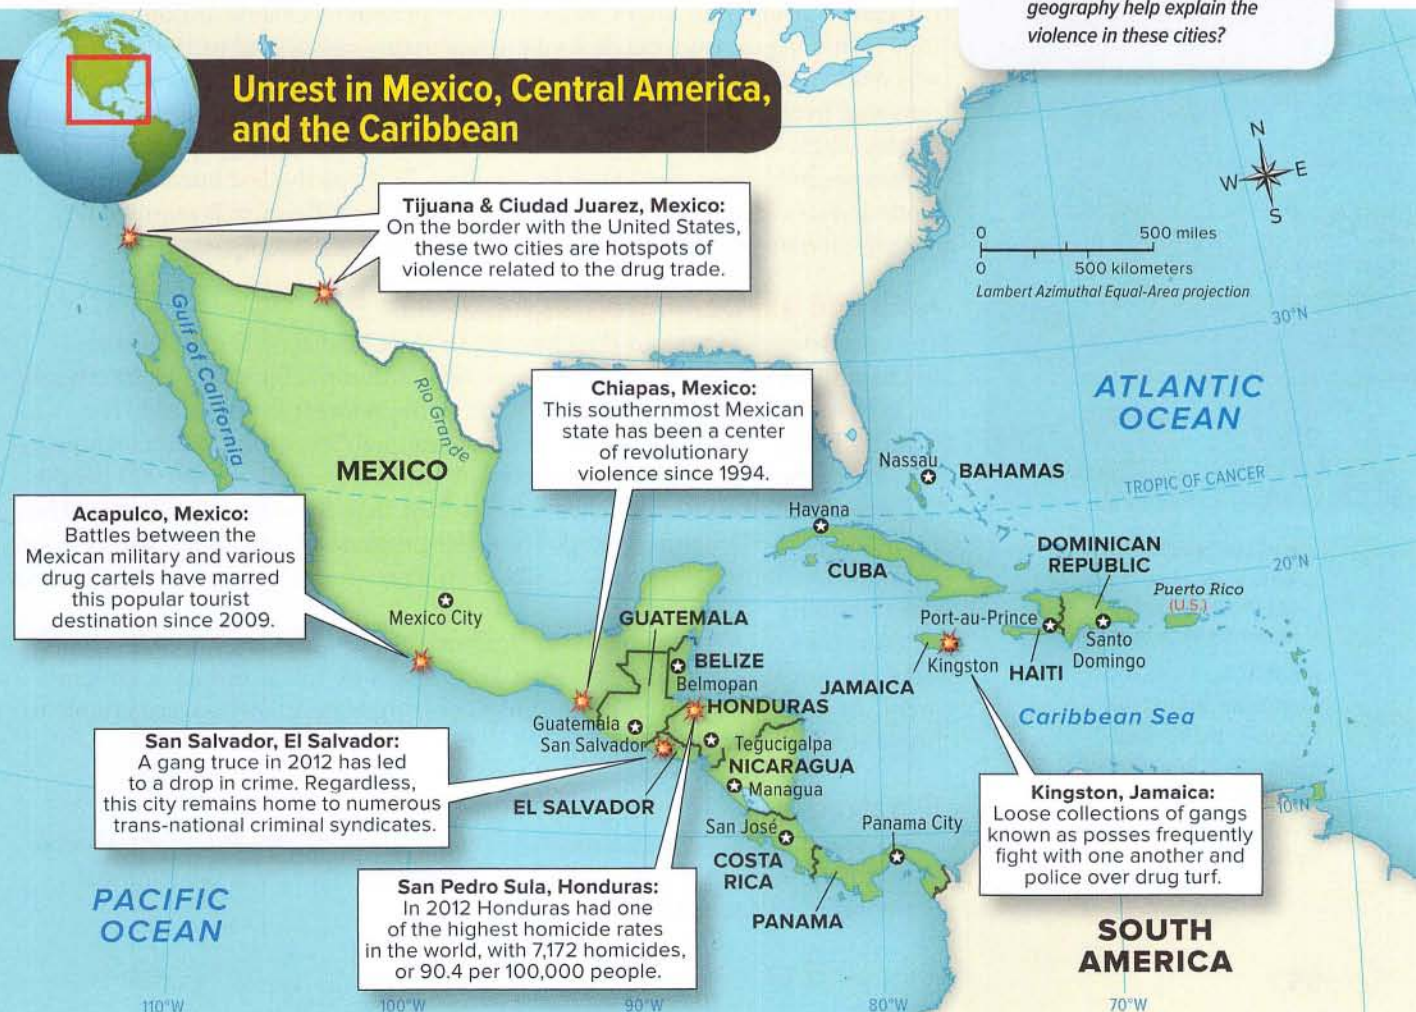 geography help explain the
violence in these cities?
Unrest in Mexico, Central America,
and the Caribbean
N
W
E
S
0
500 miles
0
500 kilometers
Lambert Azimuthal Equal-Area projection
Tijuana & Ciudad Juarez, Mexico:
On the border with the United States,
these two cities are hotspots of
violence related to the drug trade.
30°N
Gulf of California
Rio Grande
Chiapas, Mexico:
This southernmost Mexican
state has been a center
of revolutionary
violence since 1994.
ATLANTIC
OCEAN
MEXICO
Nassau
BAHAMAS
TROPIC OF CANCER
Acapulco, Mexico:
Battles between the
Mexican military and various
drug cartels have marred
this popular tourist
destination since 2009.
Havana
CUBA
DOMINICAN
REPUBLIC
20°N
Puerto Rico
(U.S.)
Mexico City
GUATEMALA
Port-au-Prince
Santo
Domingo
BELIZE
Belmopan
Kingston
HAITI
JAMAICA
HONDURAS
Caribbean Sea
Guatemala
San Salvador
Tegucigalpa
NICARAGUA
Managua
San Salvador, El Salvador:
A gang truce in 2012 has led
to a drop in crime. Regardless,
this city remains home to numerous
trans-national criminal syndicates.
EL SALVADOR
Kingston, Jamaica:
Loose collections of gangs
known as posses frequently
fight with one another and
police over drug turf.
10°N
San José
Panama City
COSTA
RICA
PANAMA
San Pedro Sula, Honduras:
In 2012 Honduras had one
of the highest homicide rates
in the world, with 7,172 homicides,
or 90.4 per 100,000 people.
PACIFIC
OCEAN
SOUTH
AMERICA
110°W
100°W
90°W
80°W
70°W